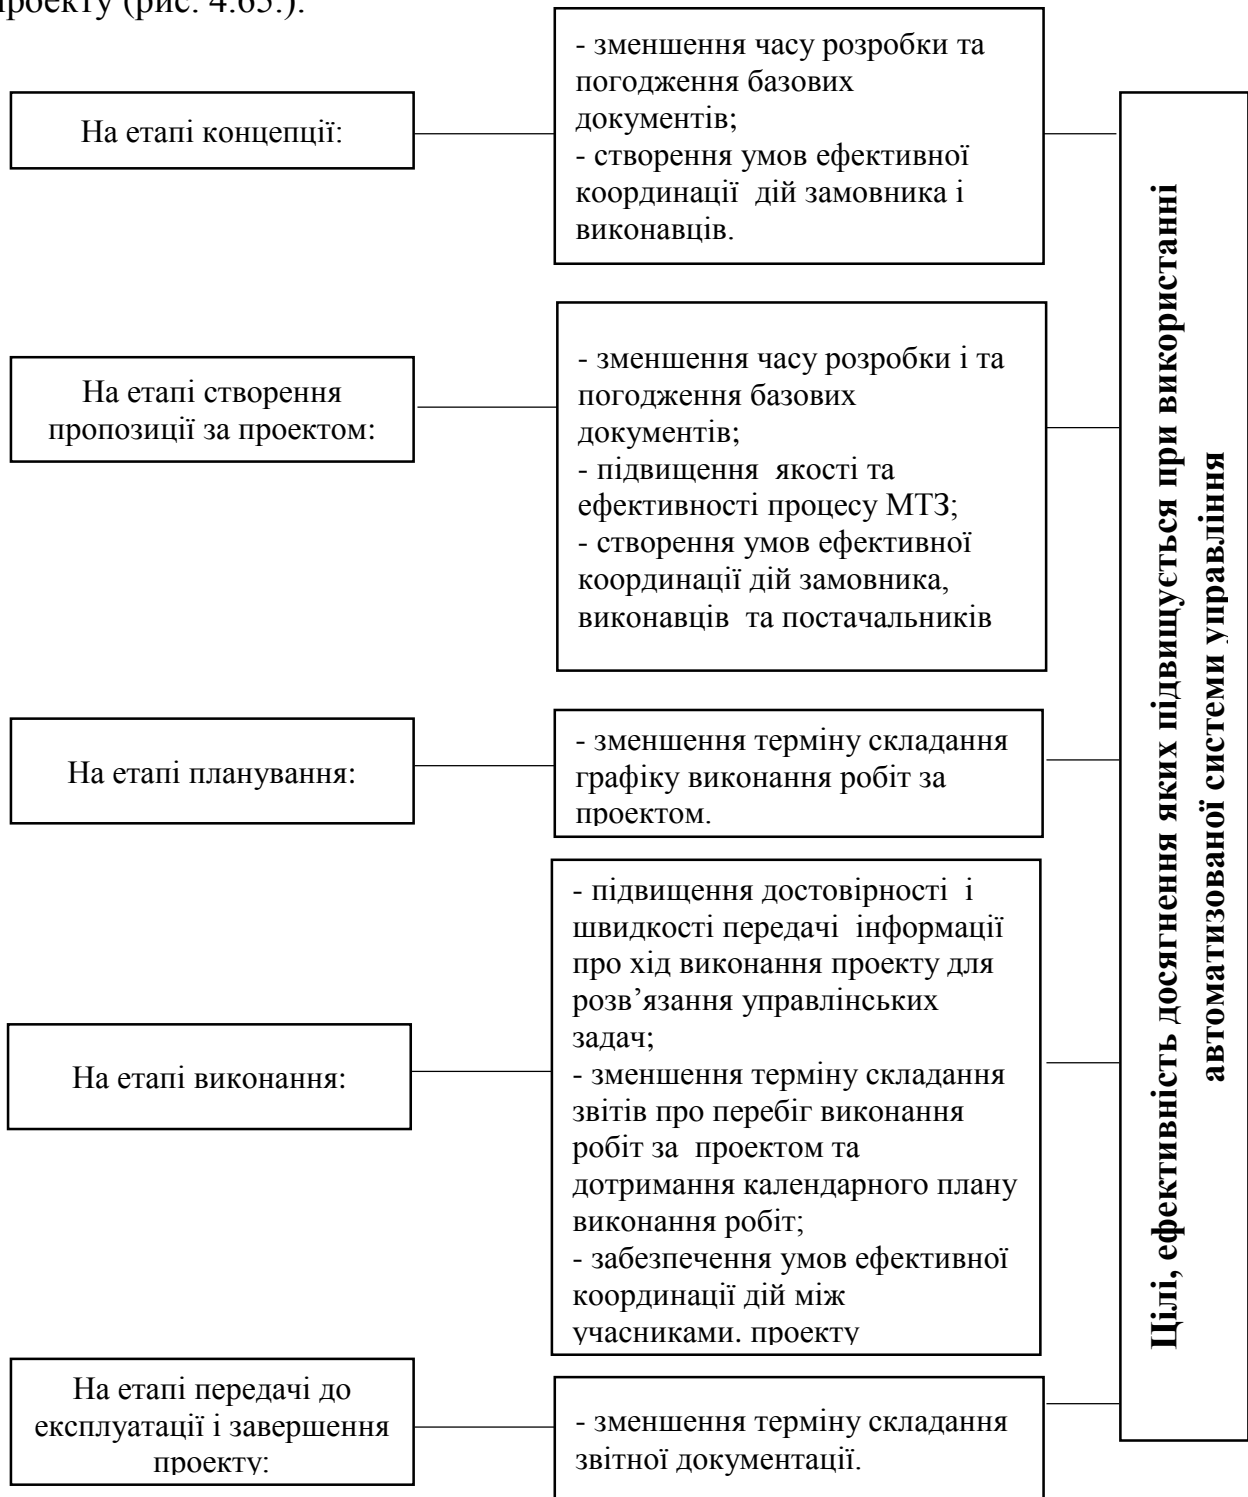 проекту (рис. 4.65.).
На етапі концепції:
- зменшення часу розробки та
погодження базових
документів;
- створення умов ефективної
координації дій замовника і
виконавців.
На етапі створення
пропозиції за проектом:
- зменшення часу розробки і та
погодження базових
документів;
- підвищення якості та
ефективності процесу МТЗ;
- створення умов ефективної
координації дій замовника,
виконавців та постачальників
На етапі планування:
- зменшення терміну складання
графіку виконання робіт за
проектом.
На етапі виконання:
- підвищення достовірності і
швидкості передачі інформації
про хід виконання проекту для
розв’язання управлінських
задач;
- зменшення терміну складання
звітів про перебіг виконання
робіт за проектом та
дотримання календарного плану
виконання робіт;
- забезпечення умов ефективної
координації дій між
учасниками. проекту
На етапі передачі до
експлуатації і завершення
проекту:
- зменшення терміну складання
звітної документації.
Цілі, ефективність досягнення яких підвищується при використанні
автоматизованої системи управління